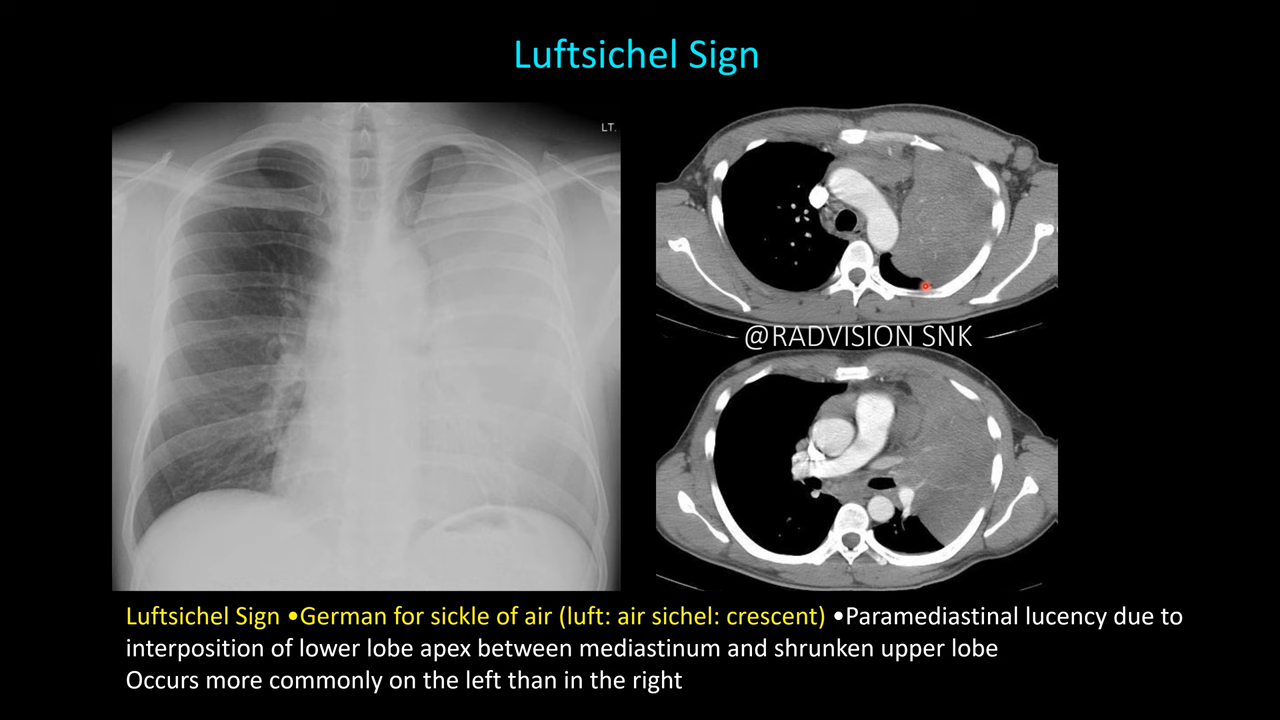 Luftsichel Sign
LT.
@RADVISION SNK
Luftsichel Sign •German for sickle of air (luft: air sichel: crescent) •Paramediastinal lucency due to
interposition of lower lobe apex between mediastinum and shrunken upper lobe
Occurs more commonly on the left than in the right